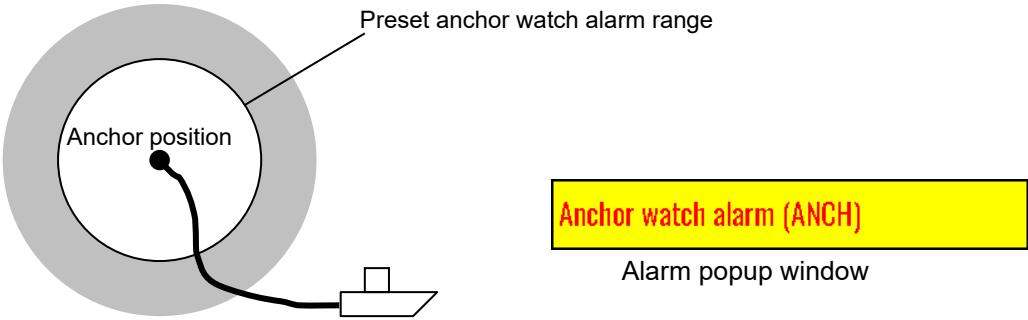 Preset anchor watch alarm range
Anchor position
Anchor watch alarm (ANCH)
Alarm popup window